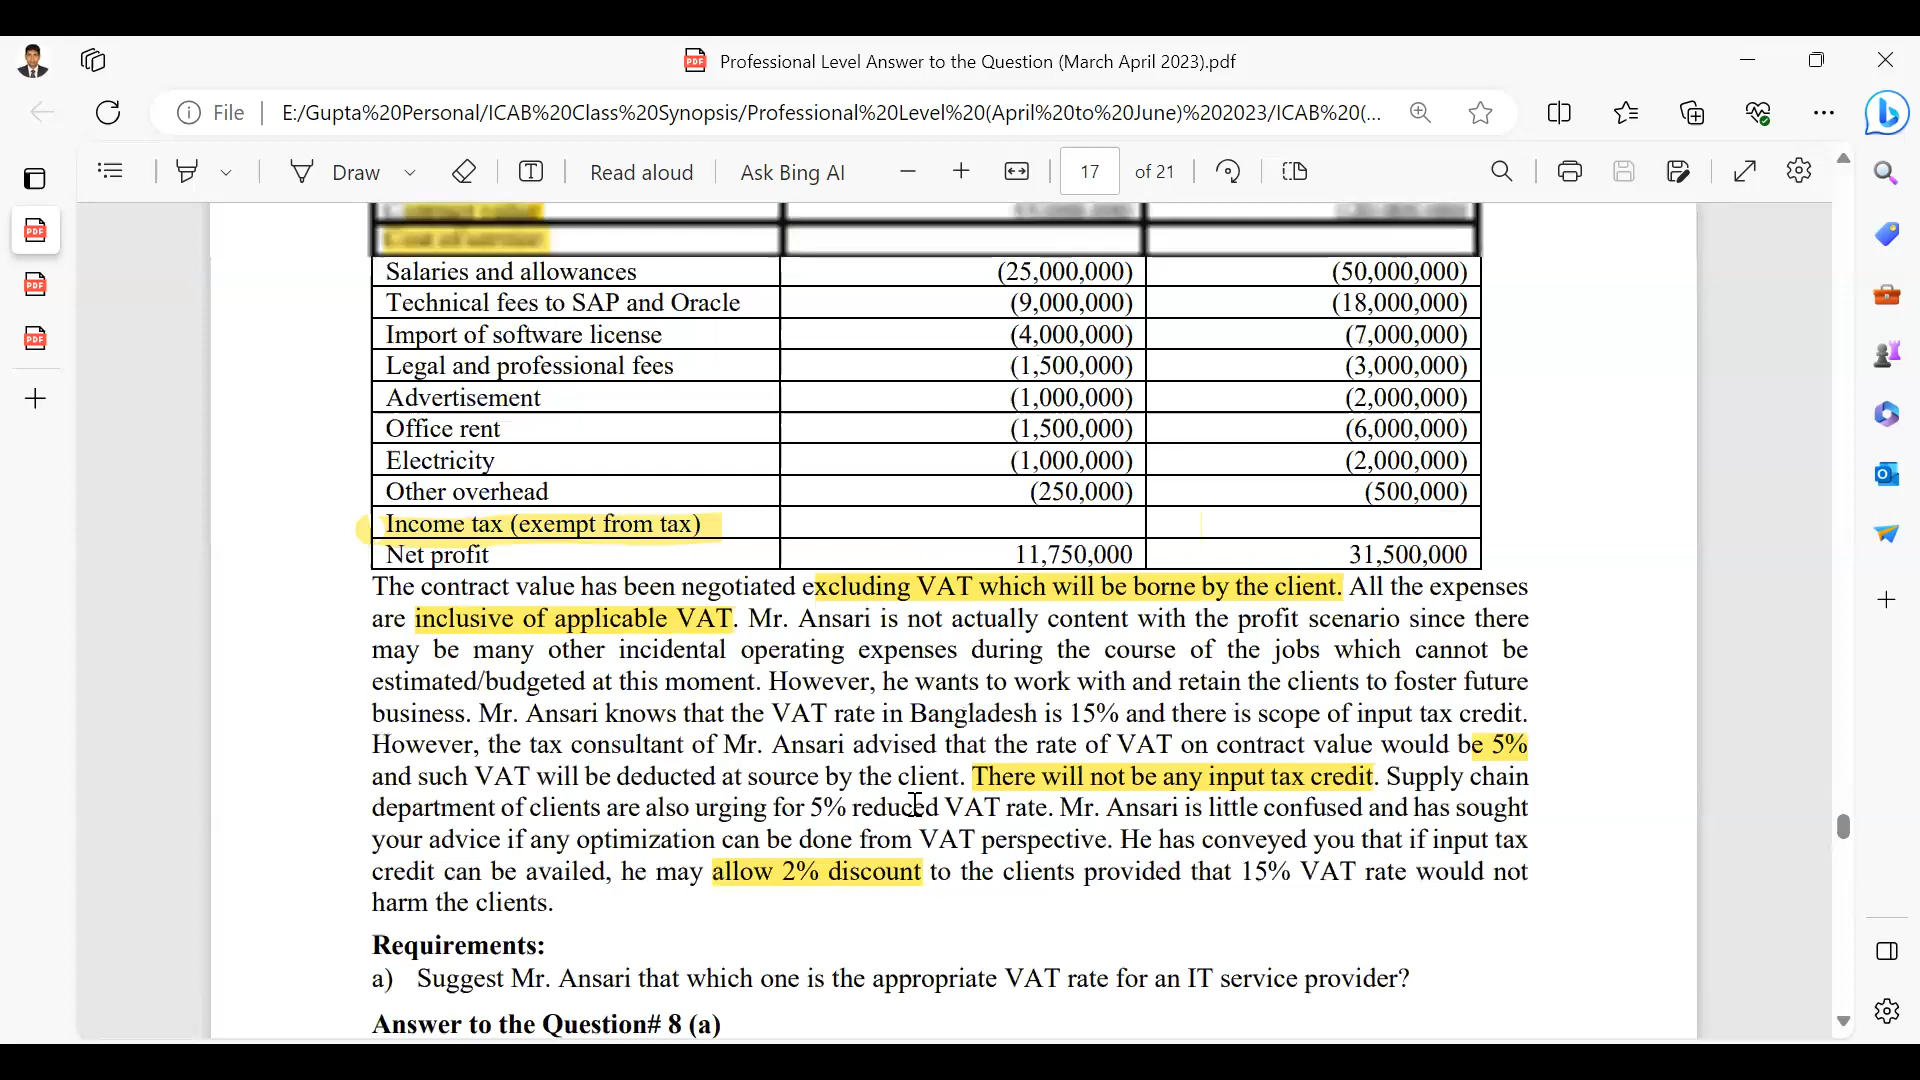 Professional Level Answer to the Question (March April 2023).pdf
File E:/Gupta%20Personal/ICAB%20Class%20Synopsis/Professional%20Level%20(April%20to%20June)%202023/ICAB%20(...
Draw Read aloud Ask Bing AI 17 of 21
Salaries and allowances (25,000,000) (50,000,000)
Technical fees to SAP and Oracle (9,000,000) (18,000,000)
Import of software license (4,000,000) (7,000,000)
Legal and professional fees (1,500,000) (3,000,000)
Advertisement (1,000,000) (2,000,000)
Office rent (1,500,000) (6,000,000)
Electricity (1,000,000) (2,000,000)
Other overhead (250,000) (500,000)
Income tax (exempt from tax)
Net profit 11,750,000 31,500,000
The contract value has been negotiated excluding VAT which will be borne by the client. All the expenses
are inclusive of applicable VAT. Mr. Ansari is not actually content with the profit scenario since there
may be many other incidental operating expenses during the course of the jobs which cannot be
estimated/budgeted at this moment. However, he wants to work with and retain the clients to foster future
business. Mr. Ansari knows that the VAT rate in Bangladesh is 15% and there is scope of input tax credit.
However, the tax consultant of Mr. Ansari advised that the rate of VAT on contract value would be 5%
and such VAT will be deducted at source by the client. There will not be any input tax credit. Supply chain
department of clients are also urging for 5% reduced VAT rate. Mr. Ansari is little confused and has sought
your advice if any optimization can be done from VAT perspective. He has conveyed you that if input tax
credit can be availed, he may allow 2% discount to the clients provided that 15% VAT rate would not
harm the clients.
Requirements:
a) Suggest Mr. Ansari that which one is the appropriate VAT rate for an IT service provider?
Answer to the Question# 8 (a)